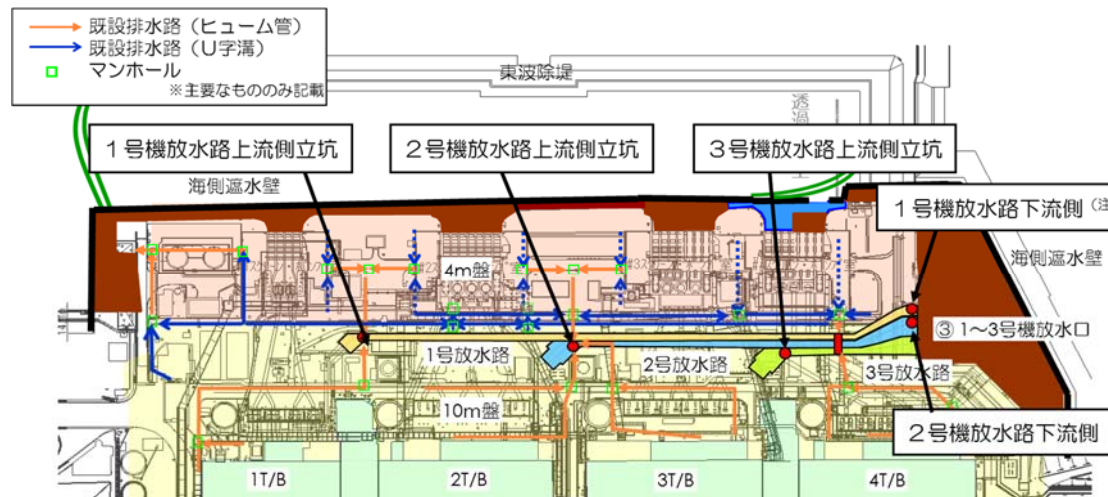 既設排水路（ヒューム管）
既設排水路（Ｕ字溝）
マンホール
※主要なもののみ記載
東波除堤
１号機放水路上流側立坑
２号機放水路上流側立坑
３号機放水路上流側立坑
海側遮水壁
１号機放水路下流側（注
海側遮水壁
4m盤
③ 1～3号機放水口
1号放水路
2号放水路
3号放水路
10m盤
２号機放水路下流側
1T/B
2T/B
3T/B
4T/B